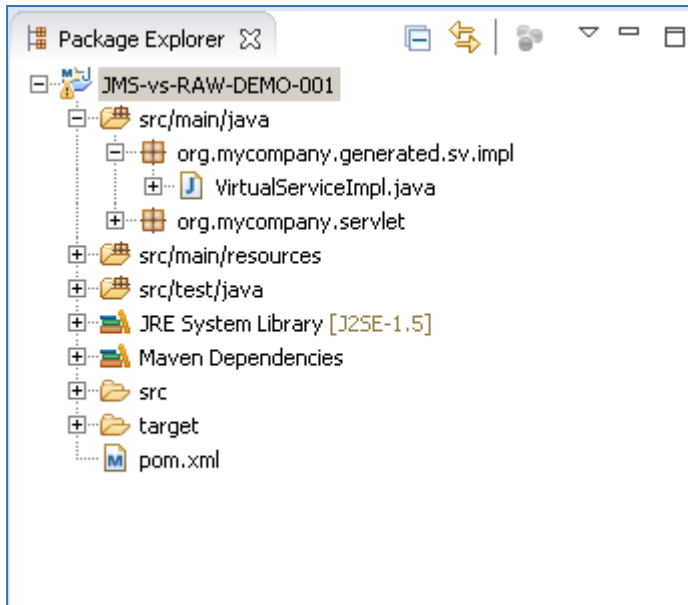 Package Explorer
JMS-vs-RAW-DEMO-001
src/main/java
org.mycompany.generated.sv.impl
VirtualServiceImpl.java
org.mycompany.servlet
src/main/resources
src/test/java
JRE System Library [J2SE-1.5]
Maven Dependencies
src
target
pom.xml